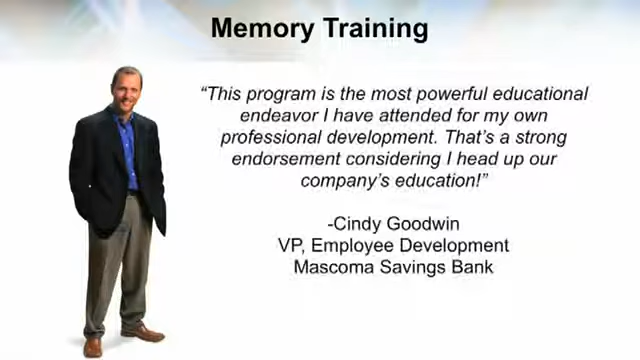 Memory Training
“This program is the most powerful educational
endeavor I have attended for my own
professional development. That’s a strong
endorsement considering I head up our
company’s education!”
-Cindy Goodwin
VP, Employee Development
Mascoma Savings Bank